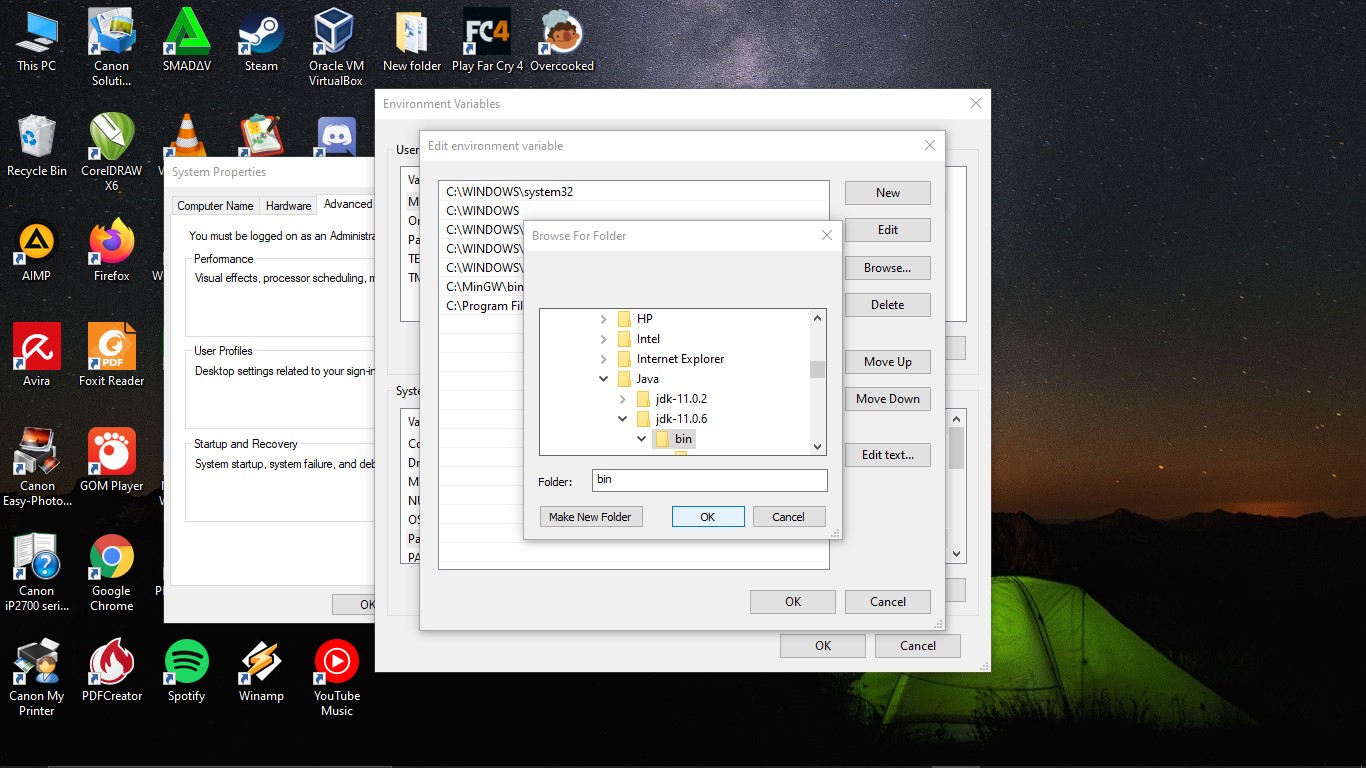 This PC
Canon
Soluti...
SMADΔV
Steam
Oracle VM
VirtualBox
New folder
FC4
Play Far Cry 4
Overcooked
Recycle Bin
CorelDRAW
X6
AIMP
Firefox
Avira
PDF
Foxit Reader
Canon
Easy-Photo...
GOM Player
Canon
iP2700 seri...
Google
Chrome
Canon My
Printer
PDFCreator
Spotify
Winamp
YouTube
Music
System Properties
Computer Name
Hardware
Advanced
You must be logged on as an Administra
Performance
Visual effects, processor scheduling, m
User Profiles
Desktop settings related to your sign-in
Startup and Recovery
System startup, system failure, and deb
OK
Environment Variables
User
Va
M
Or
Pa
TE
TM
Syste
Va
Co
Dr
M
NU
OS
Pa
PA
OK
Cancel
Edit environment variable
C:\WINDOWS\system32
C:\WINDOWS
C:\WINDOWS\
C:\WINDOWS\
C:\WINDOWS\
C:\MinGW\bin
C:\Program Fil
New
Edit
Browse...
Delete
Move Up
Move Down
Edit text...
OK
Cancel
Browse For Folder
HP
Intel
Internet Explorer
Java
jdk-11.0.2
jdk-11.0.6
bin
Folder:
bin
Make New Folder
OK
Cancel